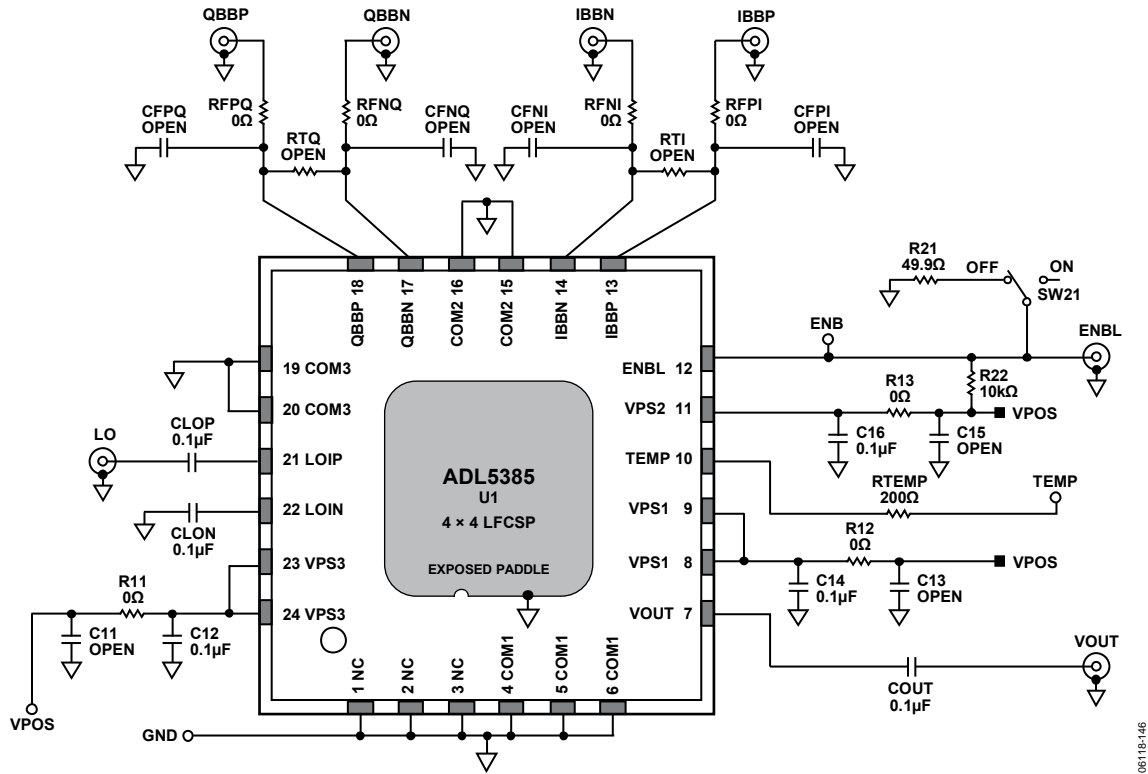 QBBP
QBBN
IBBN
IBBP
CFPQ
OPEN
RFPQ
0Ω
RTQ
OPEN
RFNQ
0Ω
CFNQ
OPEN
CFNI
OPEN
RFNI
0Ω
RTI
OPEN
RFPI
0Ω
CFPI
OPEN
QBBP 18
QBBN 17
COM2 16
COM2 15
IBBN 14
IBBP 13
R21
49.9Ω
OFF
ON
SW21
ENB
ENBL
19 COM3
20 COM3
21 LOIP
22 LOIN
23 VPS3
24 VPS3
LO
CLOP
0.1µF
CLON
0.1µF
R11
0Ω
C11
OPEN
C12
0.1µF
VPOS
ADL5385
U1
4 × 4 LFCSP
EXPOSED PADDLE
ENBL 12
VPS2 11
TEMP 10
VPS1 9
VPS1 8
VOUT 7
R13
0Ω
R22
10kΩ
VPOS
C16
0.1µF
C15
OPEN
RTEMP
200Ω
TEMP
R12
0Ω
VPOS
C14
0.1µF
C13
OPEN
VOUT
COUT
0.1µF
1 NC
2 NC
3 NC
4 COM1
5 COM1
6 COM1
GND
06118-146